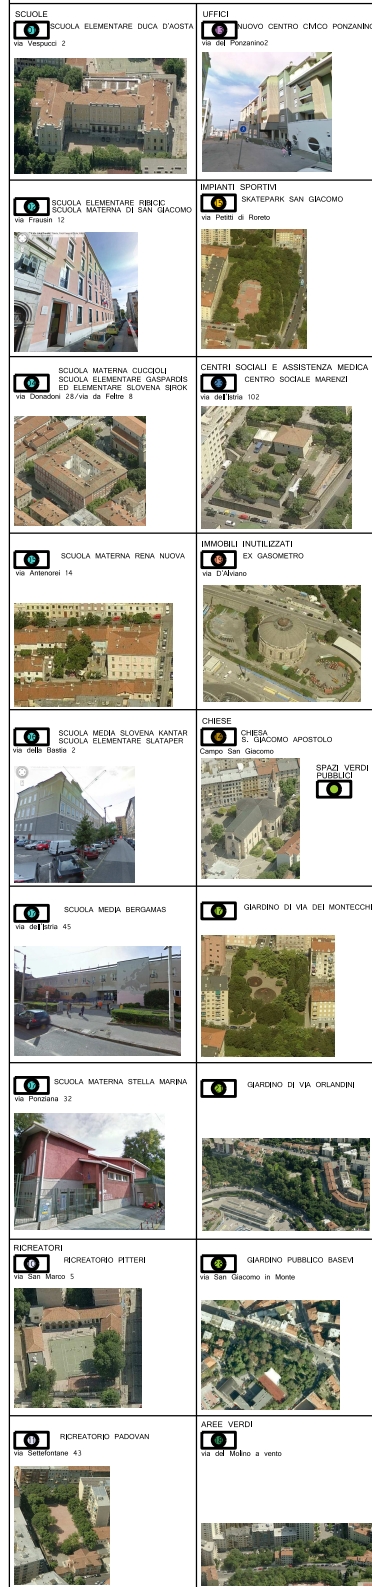 SCUOLE
SCUOLA ELEMENTARE DUCA D'AOSTA
via Vespucci 2
UFFICI
NUOVO CENTRO CIVICO PONZANINO
via del Ponzanino2
SCUOLA ELEMENTARE RIBICIC
SCUOLA MATERNA DI SAN GIACOMO
via Frausin 12
IMPIANTI SPORTIVI
SKATEPARK SAN GIACOMO
via Petitti di Roreto
SCUOLA MATERNA CUCCIOLI
SCUOLA ELEMENTARE GASPARDIS
ED ELEMENTARE SLOVENA SIROK
via Donadoni 28/via da Feltre 8
CENTRI SOCIALI E ASSISTENZA MEDICA
CENTRO SOCIALE MARENZI
via dell'Istria 102
SCUOLA MATERNA RENA NUOVA
via Antenorei 14
IMMOBILI INUTILIZZATI
EX GASOMETRO
via D'Alviano
SCUOLA MEDIA SLOVENA KANTAR
SCUOLA ELEMENTARE SLATAPER
via della Bastia 2
CHIESE
CHIESA
S. GIACOMO APOSTOLO
Campo San Giacomo
SPAZI VERDI
PUBBLICI
SCUOLA MEDIA BERGAMAS
via dell'Istria 45
GIARDINO DI VIA DEI MONTECCHI
SCUOLA MATERNA STELLA MARINA
via Ponziana 32
GIARDINO DI VIA ORLANDINI
RICREATORI
RICREATORIO PITTERI
via San Marco 5
GIARDINO PUBBLICO BASEVI
via San Giacomo in Monte
RICREATORIO PADOVAN
via Settefontane 43
AREE VERDI
via del Molino a vento